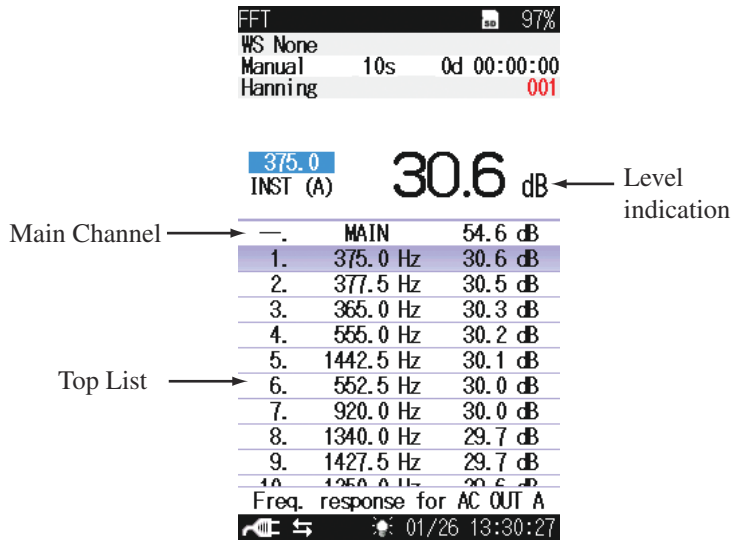 FFT SD 97%
WS None
Manual 10s 0d 00:00:00
Hanning 001
375.0
INST (A) 30.6 dB
Level
indication
Main Channel
—. MAIN 54.6 dB
1. 375.0 Hz 30.6 dB
2. 377.5 Hz 30.5 dB
3. 365.0 Hz 30.3 dB
4. 555.0 Hz 30.2 dB
5. 1442.5 Hz 30.1 dB
Top List
6. 552.5 Hz 30.0 dB
7. 920.0 Hz 30.0 dB
8. 1340.0 Hz 29.7 dB
9. 1427.5 Hz 29.7 dB
Freq. response for AC OUT A
01/26 13:30:27